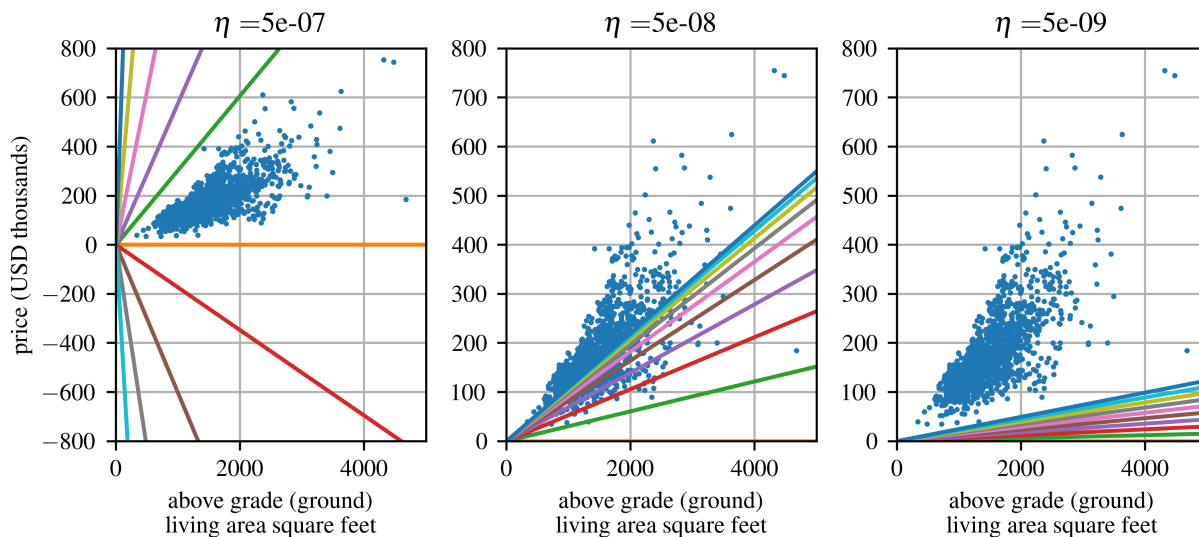 η =5e-07
η =5e-08
η =5e-09
price (USD thousands)
800
600
400
200
0
−200
−400
−600
−800
0 2000 4000
above grade (ground)
living area square feet
800
700
600
500
400
300
200
100
0
0 2000 4000
above grade (ground)
living area square feet
800
700
600
500
400
300
200
100
0
0 2000 4000
above grade (ground)
living area square feet